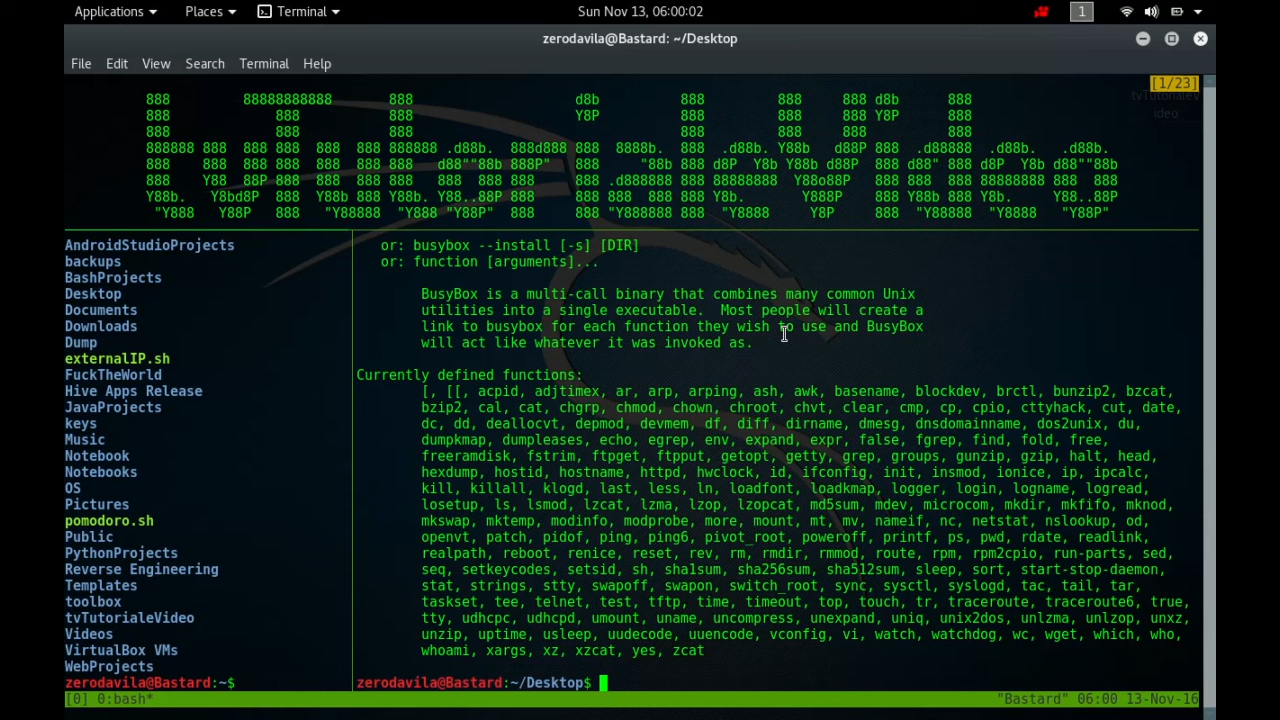 Applications Places Terminal Sun Nov 13, 06:00:02 1
zerodavila@Bastard: ~/Desktop
File Edit View Search Terminal Help
[1/23]
tvTutorialeVideo
AndroidStudioProjects
backups
BashProjects
Desktop
Documents
Downloads
Dump
externalIP.sh
FuckTheWorld
Hive Apps Release
JavaProjects
keys
Music
Notebook
Notebooks
OS
Pictures
pomodoro.sh
Public
PythonProjects
Reverse Engineering
Templates
toolbox
tvTutorialeVideo
Videos
VirtualBox VMs
WebProjects
zerodavila@Bastard:~$
or: busybox --install [-s] [DIR]
or: function [arguments]...
BusyBox is a multi-call binary that combines many common Unix
utilities into a single executable.  Most people will create a
link to busybox for each function they wish to use and BusyBox
will act like whatever it was invoked as.
Currently defined functions:
[, [[, acpid, adjtimex, ar, arp, arping, ash, awk, basename, blockdev, brctl, bunzip2, bzcat,
bzip2, cal, cat, chgrp, chmod, chown, chroot, chvt, clear, cmp, cp, cpio, cttyhack, cut, date,
dc, dd, deallocvt, depmod, devmem, df, diff, dirname, dmesg, dnsdomainname, dos2unix, du,
dumpkmap, dumpleases, echo, egrep, env, expand, expr, false, fgrep, find, fold, free,
freeramdisk, fstrim, ftpget, ftpput, getopt, getty, grep, groups, gunzip, gzip, halt, head,
hexdump, hostid, hostname, httpd, hwclock, id, ifconfig, init, insmod, ionice, ip, ipcalc,
kill, killall, klogd, last, less, ln, loadfont, loadkmap, logger, login, logname, logread,
losetup, ls, lsmod, lzcat, lzma, lzop, lzopcat, md5sum, mdev, microcom, mkdir, mkfifo, mknod,
mkswap, mktemp, modinfo, modprobe, more, mount, mt, mv, nameif, nc, netstat, nslookup, od,
openvt, patch, pidof, ping, ping6, pivot_root, poweroff, printf, ps, pwd, rdate, readlink,
realpath, reboot, renice, reset, rev, rm, rmdir, rmmod, route, rpm, rpm2cpio, run-parts, sed,
seq, setkeycodes, setsid, sh, sha1sum, sha256sum, sha512sum, sleep, sort, start-stop-daemon,
stat, strings, stty, swapoff, swapon, switch_root, sync, sysctl, syslogd, tac, tail, tar,
taskset, tee, telnet, test, tftp, time, timeout, top, touch, tr, traceroute, traceroute6, true,
tty, udhcpc, udhcpd, umount, uname, uncompress, unexpand, uniq, unix2dos, unlzma, unlzop, unxz,
unzip, uptime, usleep, uudecode, uuencode, vconfig, vi, watch, watchdog, wc, wget, which, who,
whoami, xargs, xz, xzcat, yes, zcat
zerodavila@Bastard:~/Desktop$
[0] 0:bash* "Bastard" 06:00 13-Nov-16